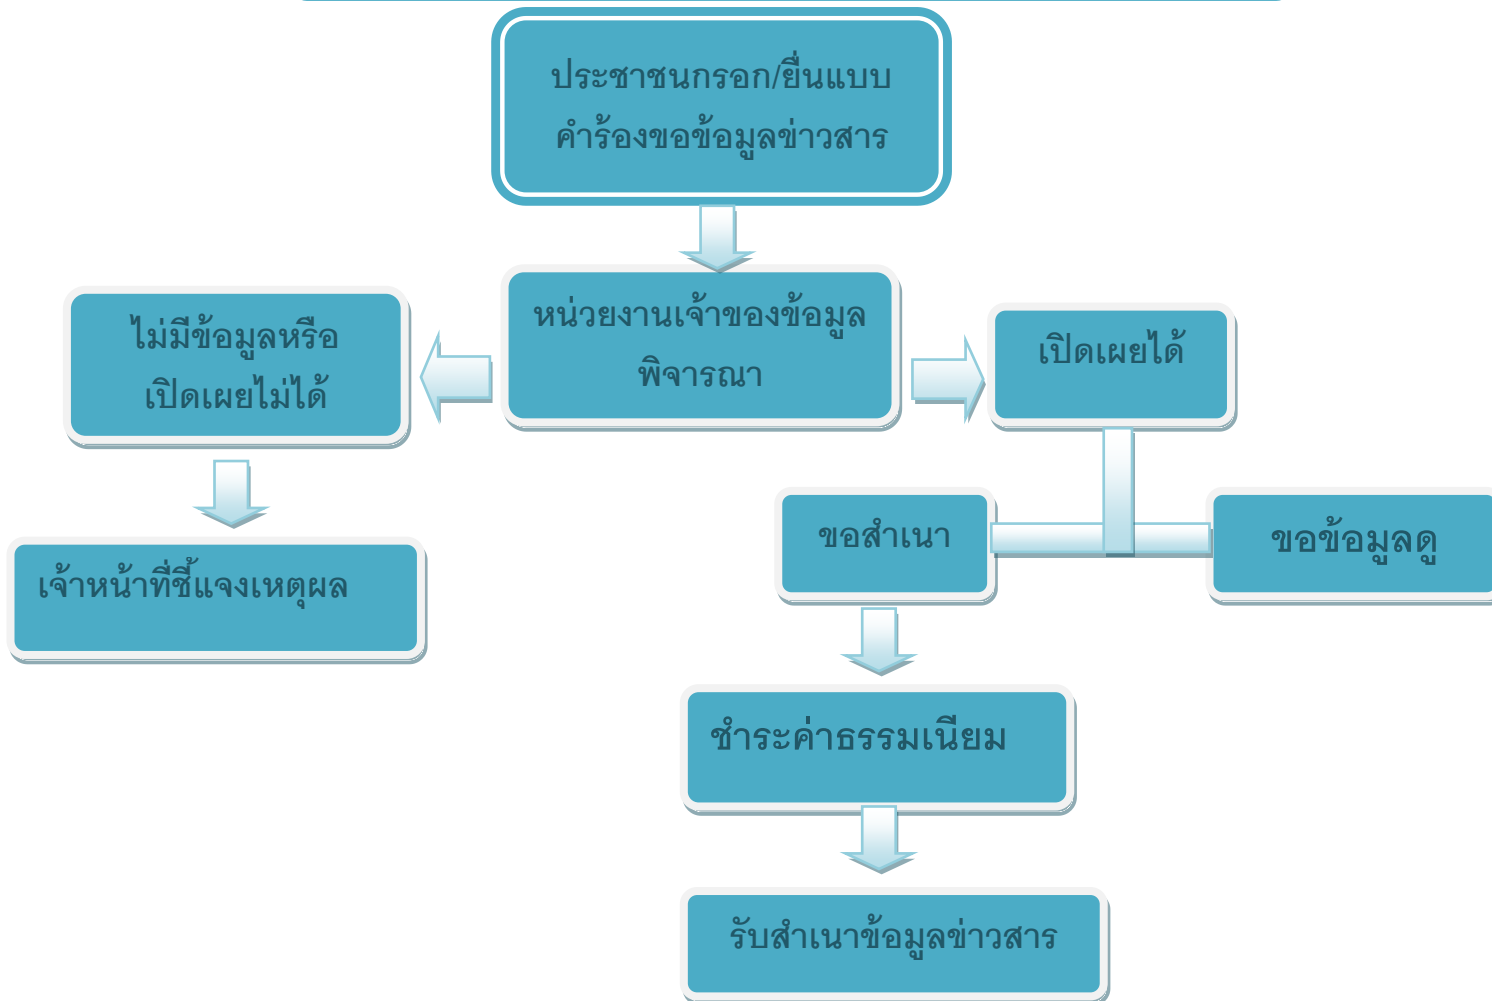 ประชาชนกรอก/ยื่นแบบ
คำร้องขอข้อมูลข่าวสาร
หน่วยงานเจ้าของข้อมูล
พิจารณา
ไม่มีข้อมูลหรือ
เปิดเผยไม่ได้
เปิดเผยได้
เจ้าหน้าที่ชี้แจงเหตุผล
ขอสำเนา
ขอข้อมูลดู
ชำระค่าธรรมเนียม
รับสำเนาข้อมูลข่าวสาร